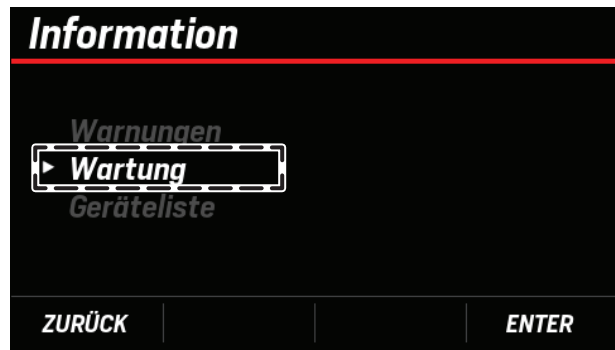 Information
Warnungen
Wartung
Geräteliste
ZURÜCK ENTER